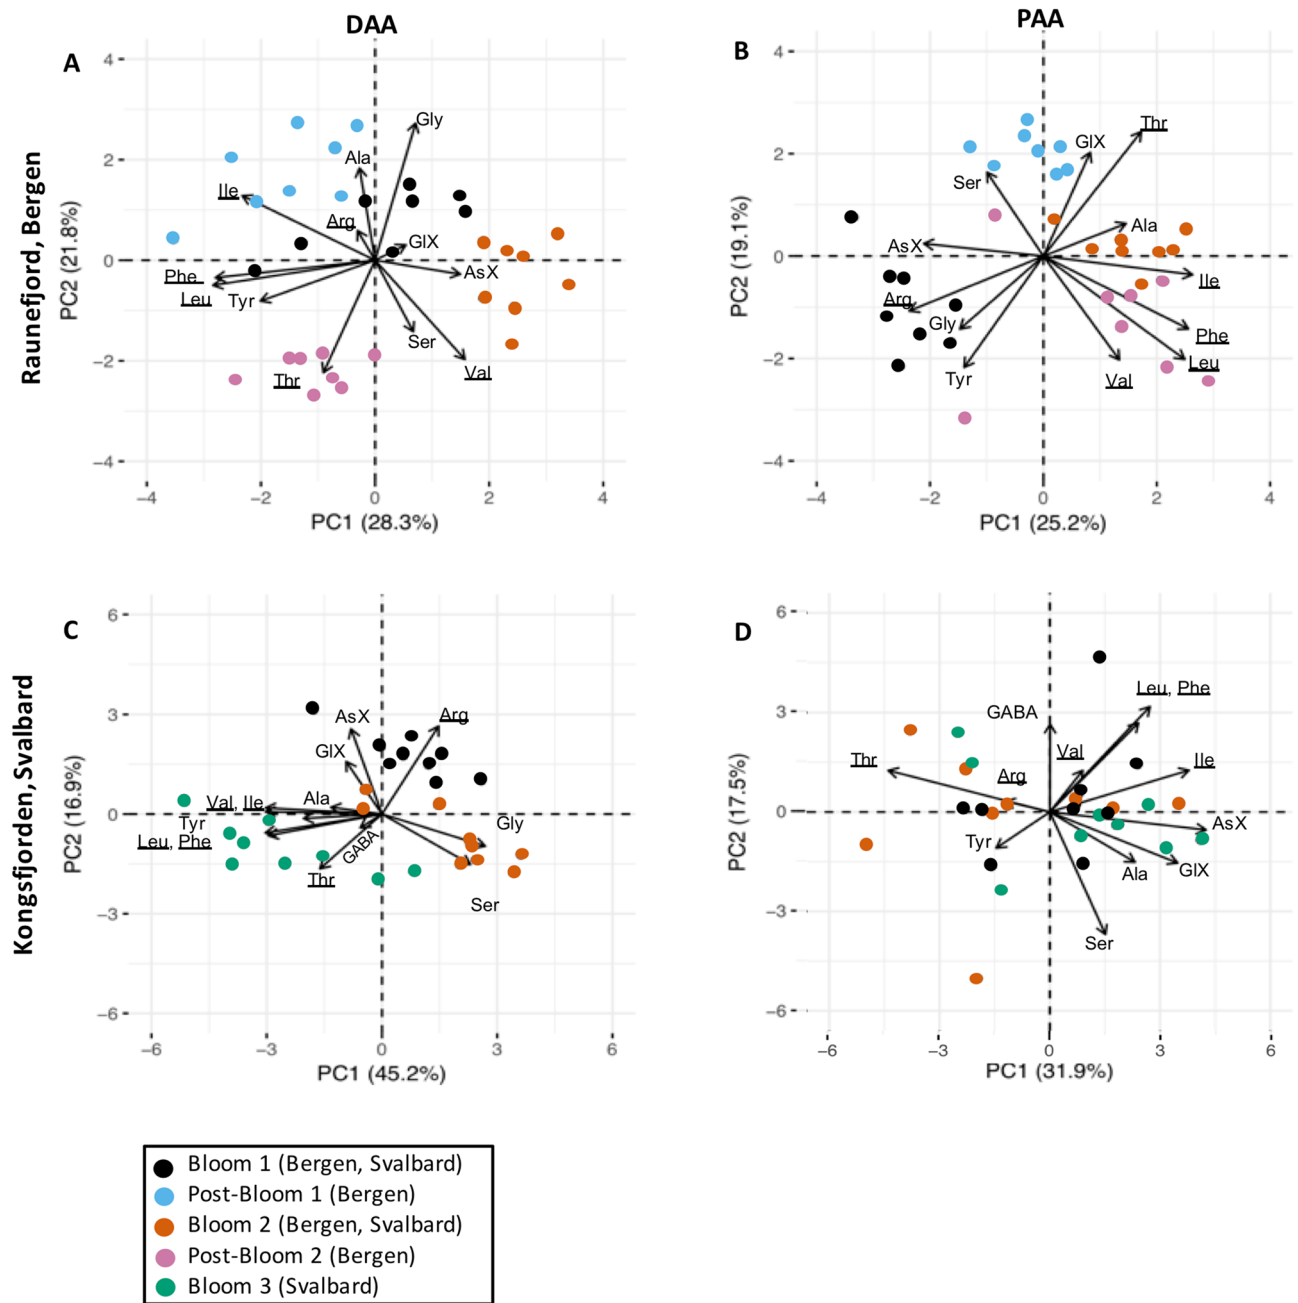 DAA
PAA
A
B
Raunefjord, Bergen
Kongsfjorden, Svalbard
4
2
0
−2
−4
PC2 (21.8%)
Gly
Ala
Ile
Arg
GlX
AsX
Phe
Leu
Tyr
Ser
Thr
Val
−4
−2
0
2
4
PC1 (28.3%)
4
2
0
−2
−4
PC2 (19.1%)
Thr
GlX
Ser
Ala
AsX
Ile
Arg
Gly
Phe
Leu
Tyr
Val
−4
−2
0
2
4
PC1 (25.2%)
C
6
3
0
−3
−6
PC2 (16.9%)
AsX
Arg
GlX
Val, Ile
Ala
Tyr
Gly
Leu, Phe
GABA
Thr
Ser
−6
−3
0
3
6
PC1 (45.2%)
D
6
3
0
−3
−6
PC2 (17.5%)
Leu, Phe
GABA
Thr
Val
Ile
Arg
AsX
Tyr
Ala
GlX
Ser
−6
−3
0
3
6
PC1 (31.9%)
Bloom 1 (Bergen, Svalbard)
Post-Bloom 1 (Bergen)
Bloom 2 (Bergen, Svalbard)
Post-Bloom 2 (Bergen)
Bloom 3 (Svalbard)